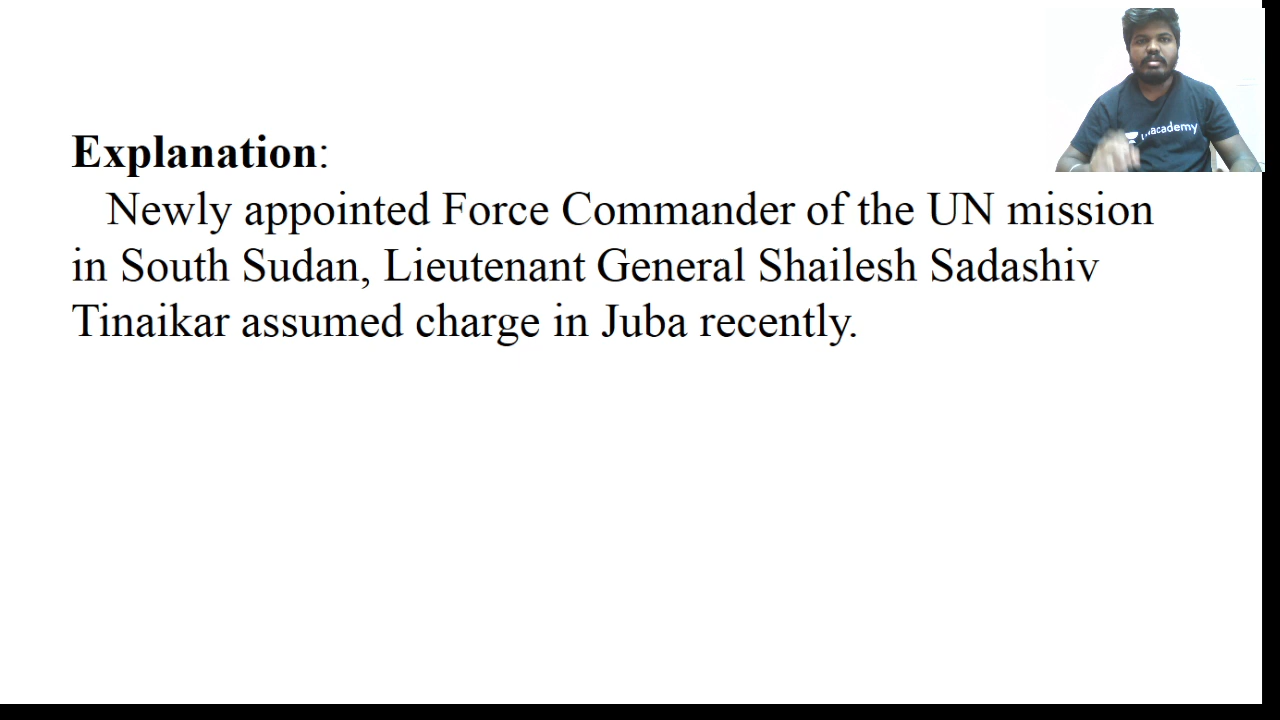 Explanation:
Newly appointed Force Commander of the UN mission
in South Sudan, Lieutenant General Shailesh Sadashiv
Tinaikar assumed charge in Juba recently.